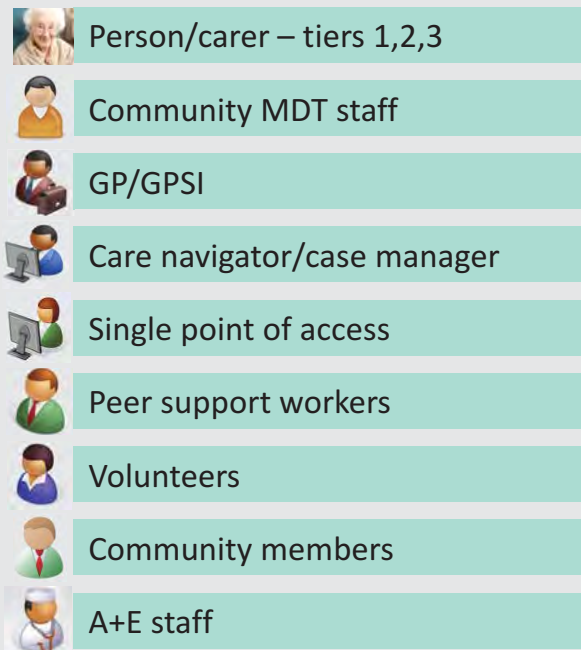 Person/carer – tiers 1,2,3
Community MDT staff
GP/GPSI
Care navigator/case manager
Single point of access
Peer support workers
Volunteers
Community members
A+E staff